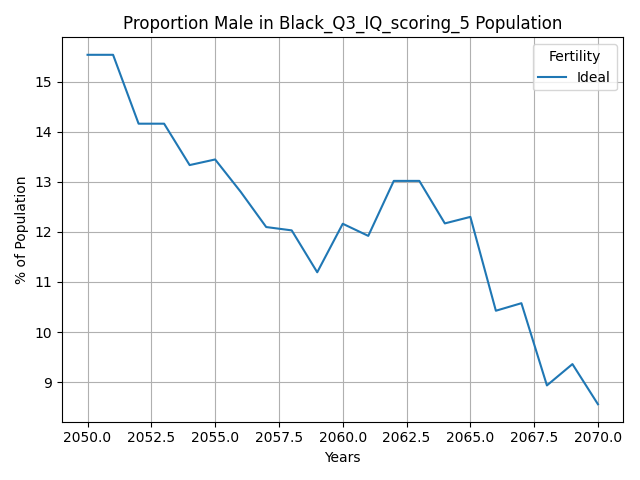 Proportion Male in Black_Q3_IQ_scoring_5 Population
Fertility
Ideal
% of Population
15
14
13
12
11
10
9
2050.0 2052.5 2055.0 2057.5 2060.0 2062.5 2065.0 2067.5 2070.0
Years